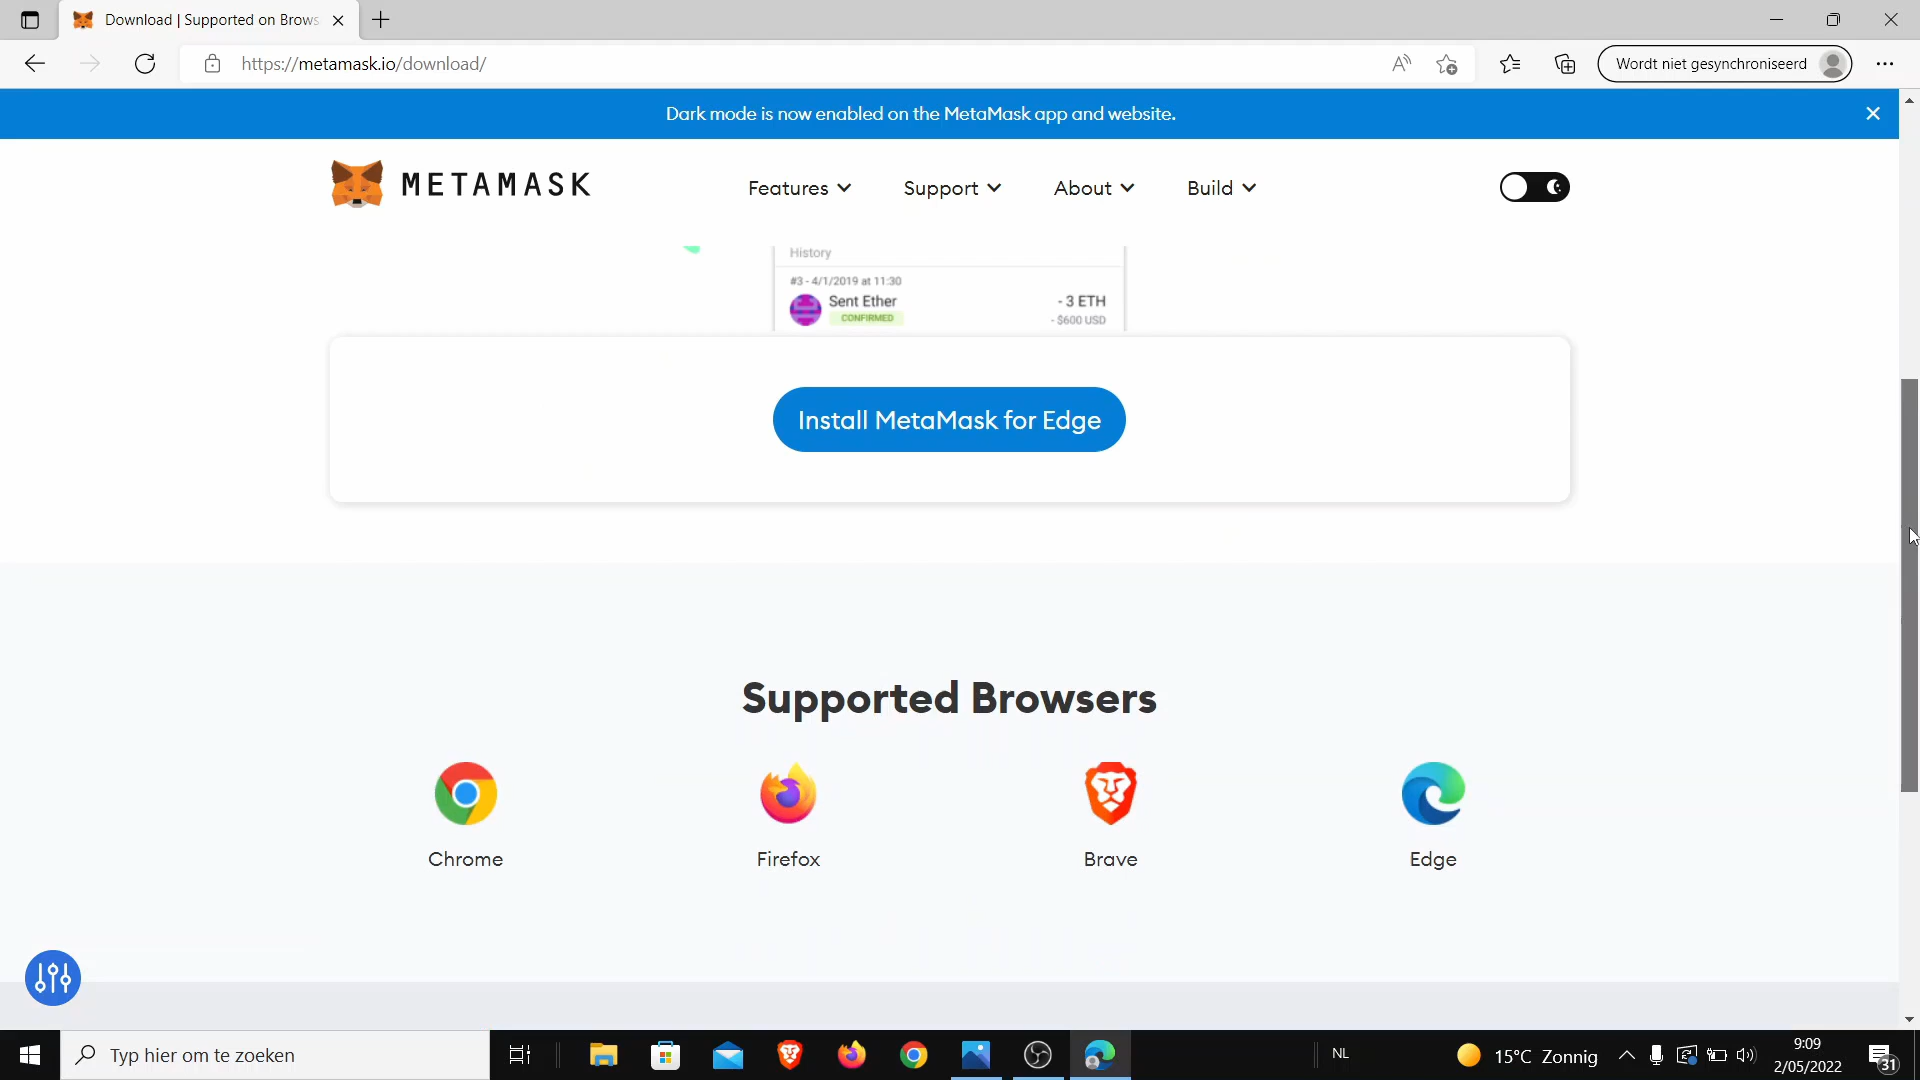 Download | Supported on Brows
https://metamask.io/download/
Wordt niet gesynchroniseerd
Dark mode is now enabled on the MetaMask app and website.
METAMASK
Features
Support
About
Build
History
#3 - 4/1/2019 at 11:30
Sent Ether
- 3 ETH
CONFIRMED
- $600 USD
Install MetaMask for Edge
Supported Browsers
Chrome
Firefox
Brave
Edge
Typ hier om te zoeken
NL
15°C Zonnig
9:09
2/05/2022
31